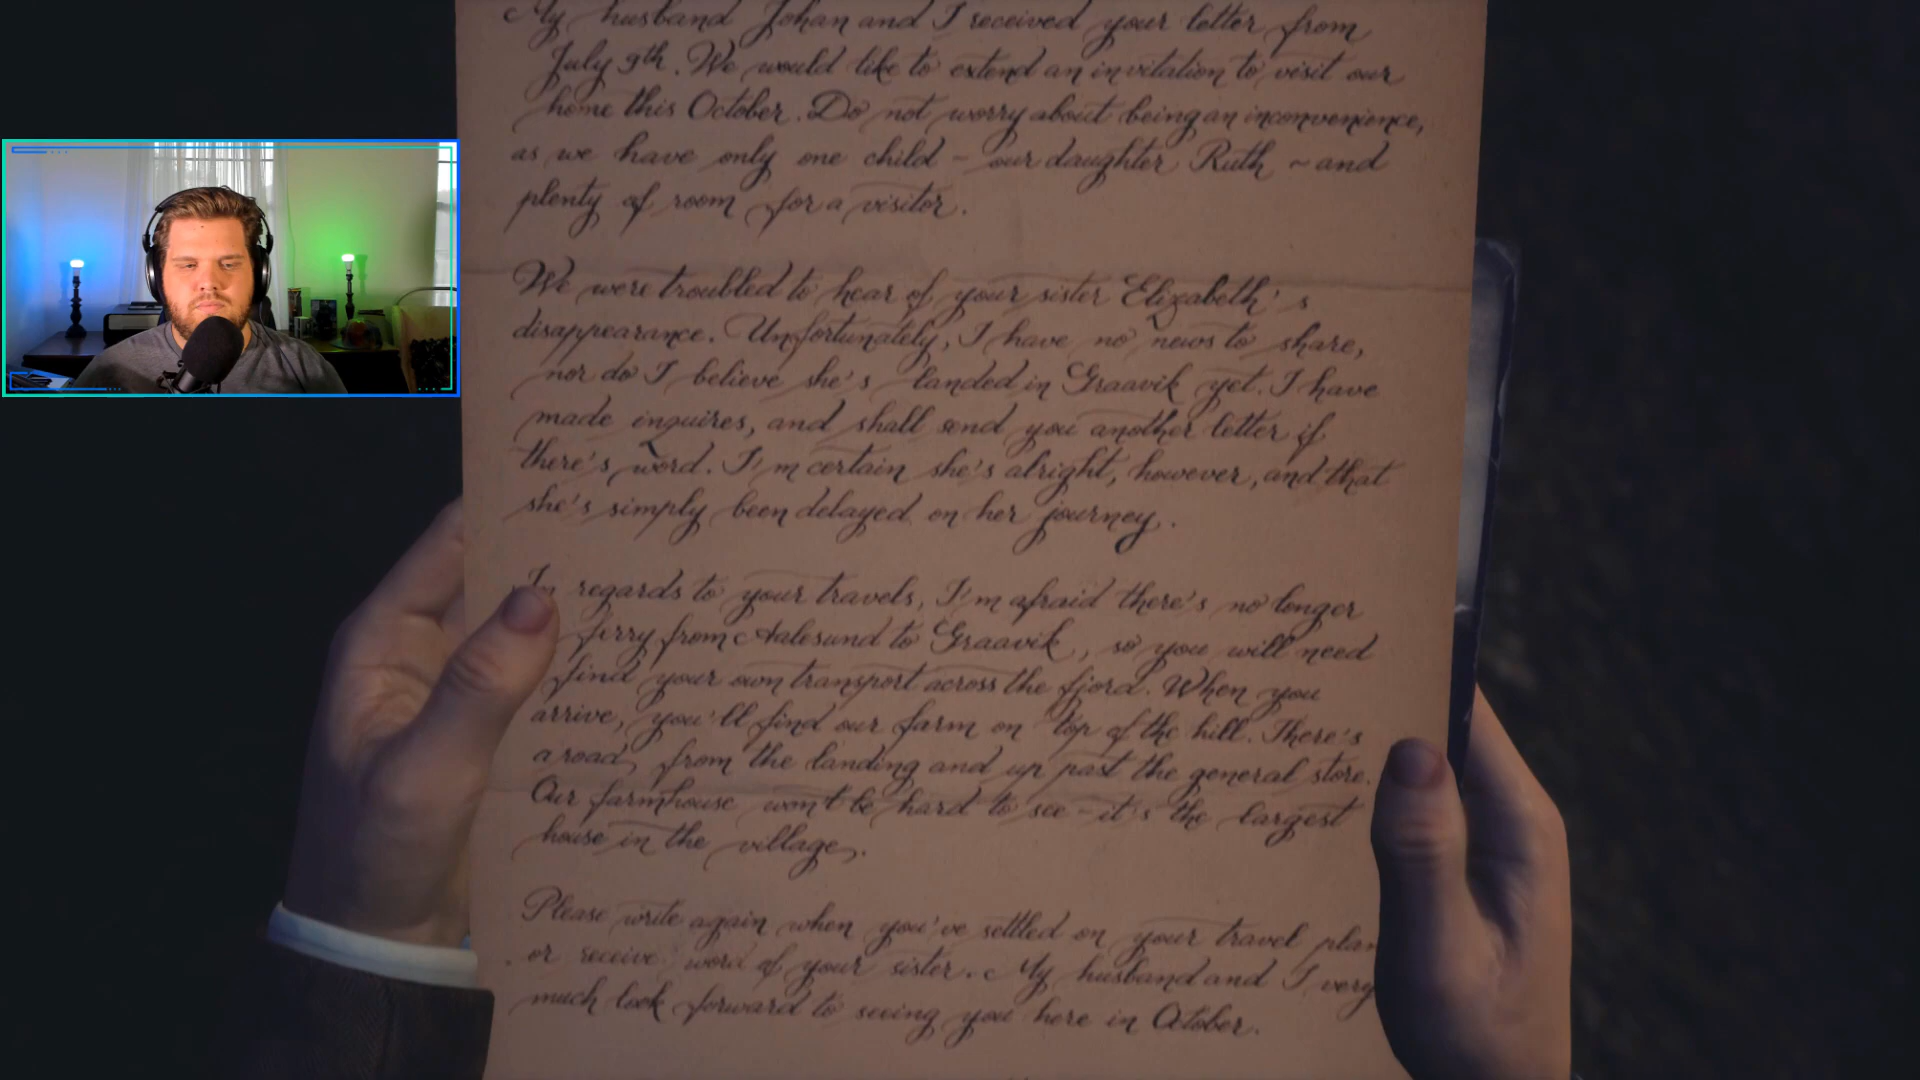 My husband Johan and I received your letter from
July 9th. We would like to extend an invitation to visit our
home this October. Do not worry about being an inconvenience,
as we have only one child - our daughter Ruth - and
plenty of room for a visitor.
We were troubled to hear of your sister Elizabeth's
disappearance. Unfortunately, I have no news to share,
nor do I believe she's landed in Graavik yet. I have
made inquires, and shall send you another letter if
there's word. I'm certain she's alright, however, and that
she's simply been delayed on her journey.
In regards to your travels, I'm afraid there's no longer
ferry from Aalesund to Graavik, so you will need
find your own transport across the fjord. When you
arrive, you'll find our farm on top of the hill. There's
a road from the landing and up past the general store.
Our farmhouse won't be hard to see - it's the largest
house in the village.
Please write again when you've settled on your travel plan
or receive word of your sister. My husband and I very
much look forward to seeing you here in October.